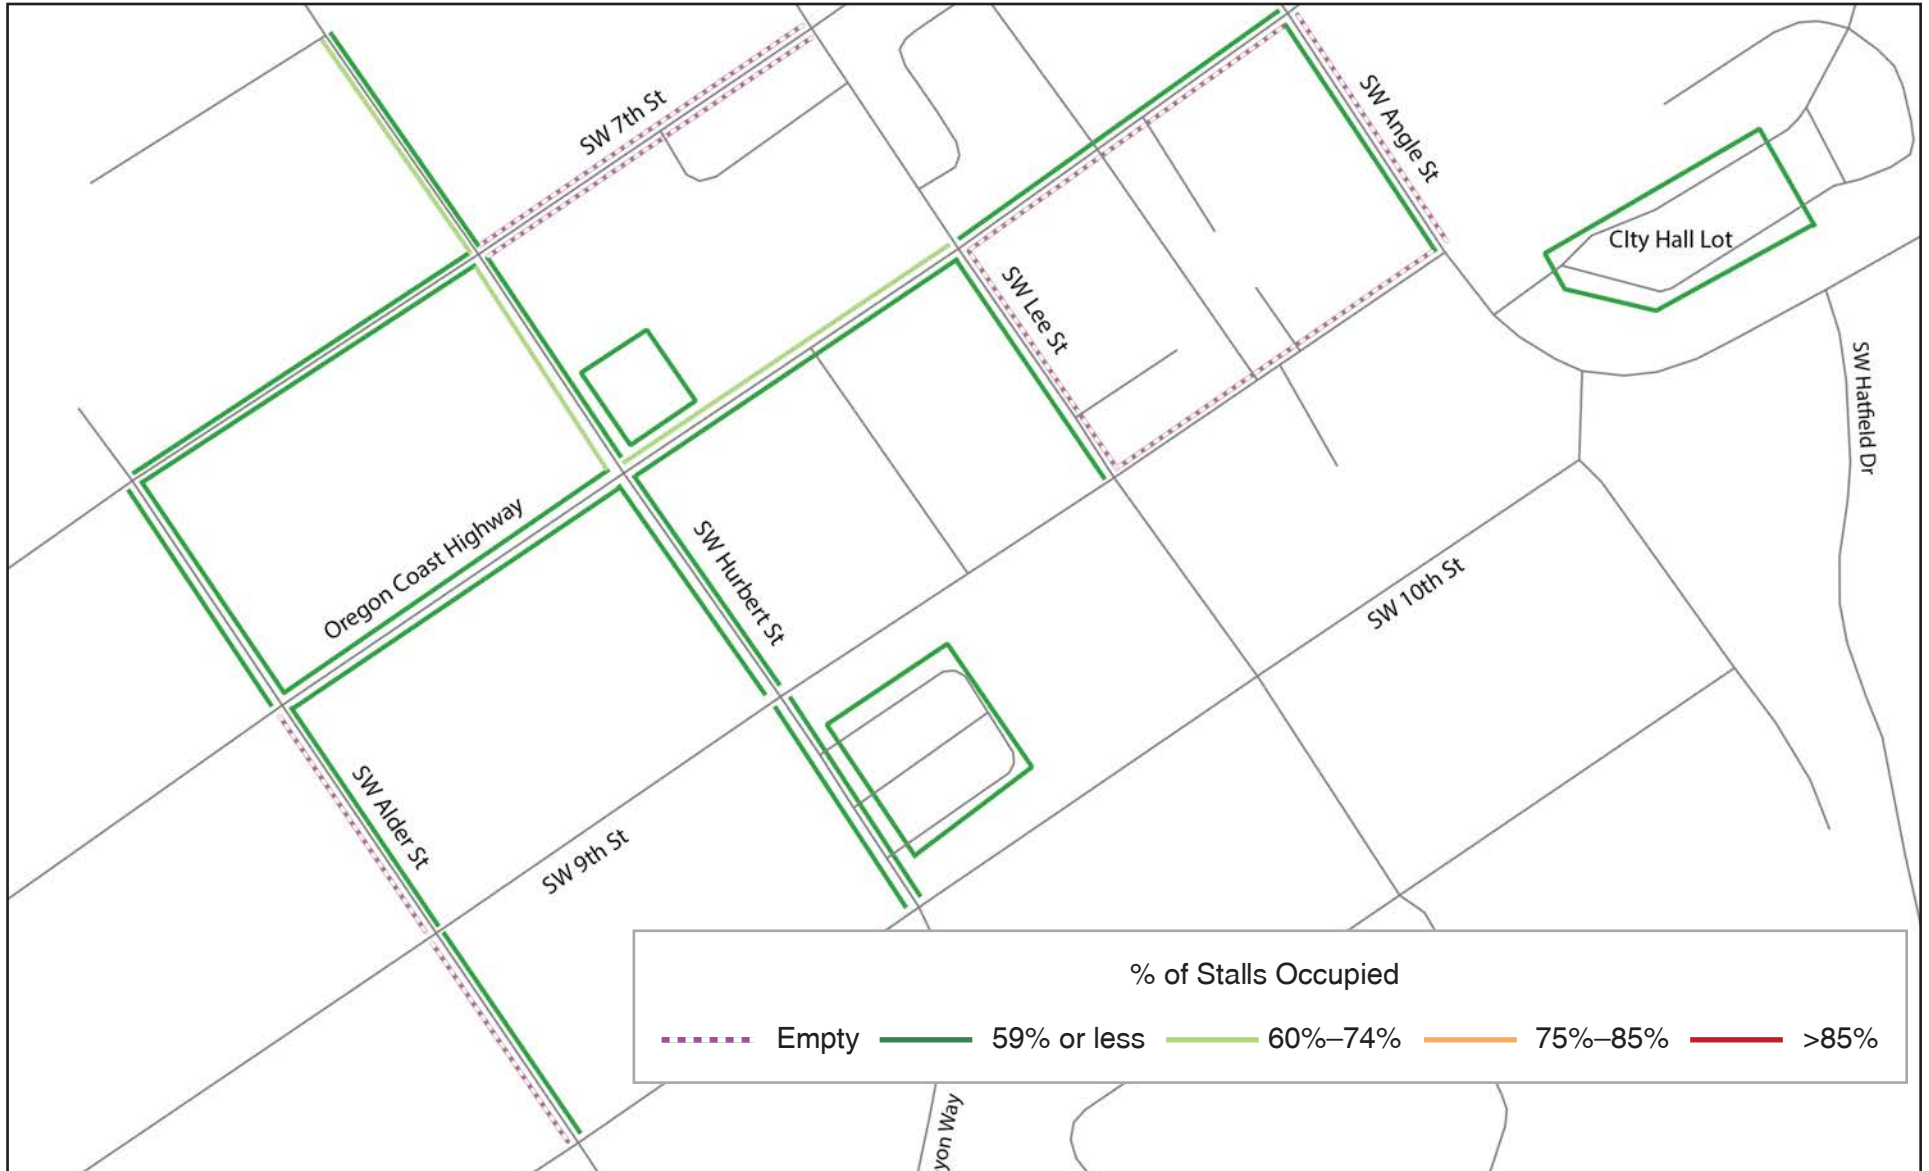 SW 7th St
SW Angle St
CIty Hall Lot
SW Lee St
SW Hatfield Dr
Oregon Coast Highway
SW Hurbert St
SW 10th St
SW Alder St
SW 9th St
% of Stalls Occupied
Empty 59% or less 60%–74% 75%–85% >85%
yon Way